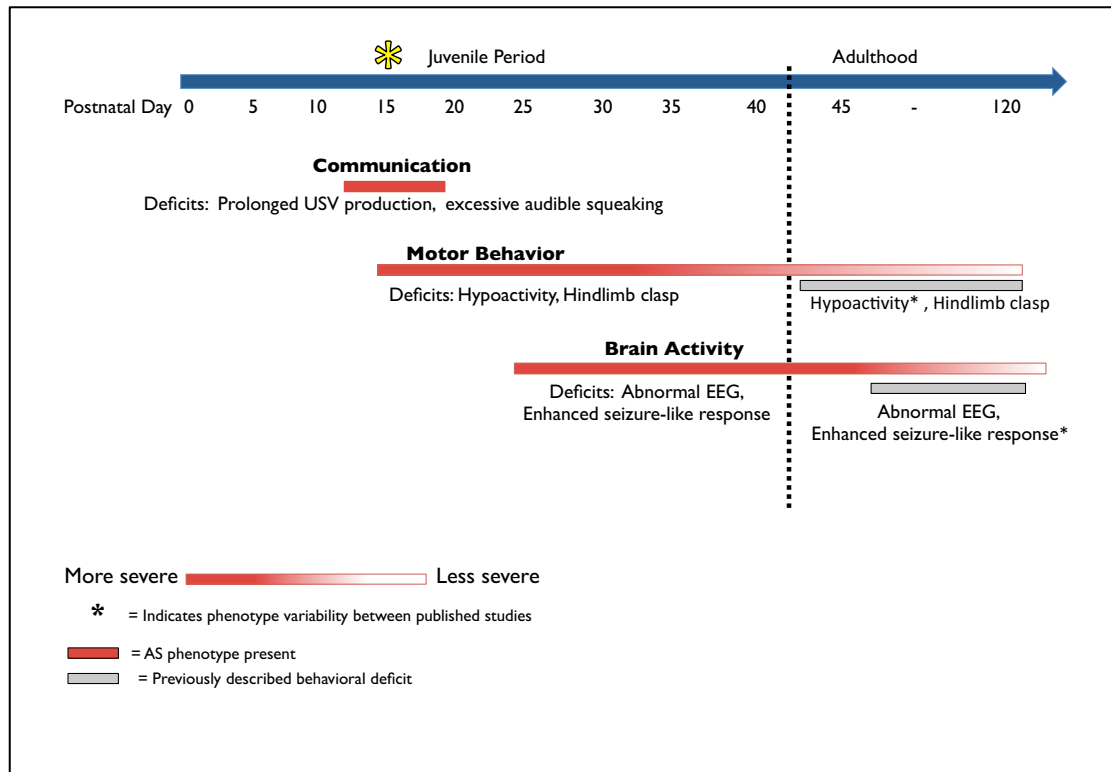 * Juvenile Period Adulthood
Postnatal Day 0 5 10 15 20 25 30 35 40 45 - 120
Communication
Deficits: Prolonged USV production, excessive audible squeaking
Motor Behavior
Deficits: Hypoactivity, Hindlimb clasp
Hypoactivity* , Hindlimb clasp
Brain Activity
Deficits: Abnormal EEG,
Enhanced seizure-like response
Abnormal EEG,
Enhanced seizure-like response*
More severe Less severe
* = Indicates phenotype variability between published studies
= AS phenotype present
= Previously described behavioral deficit